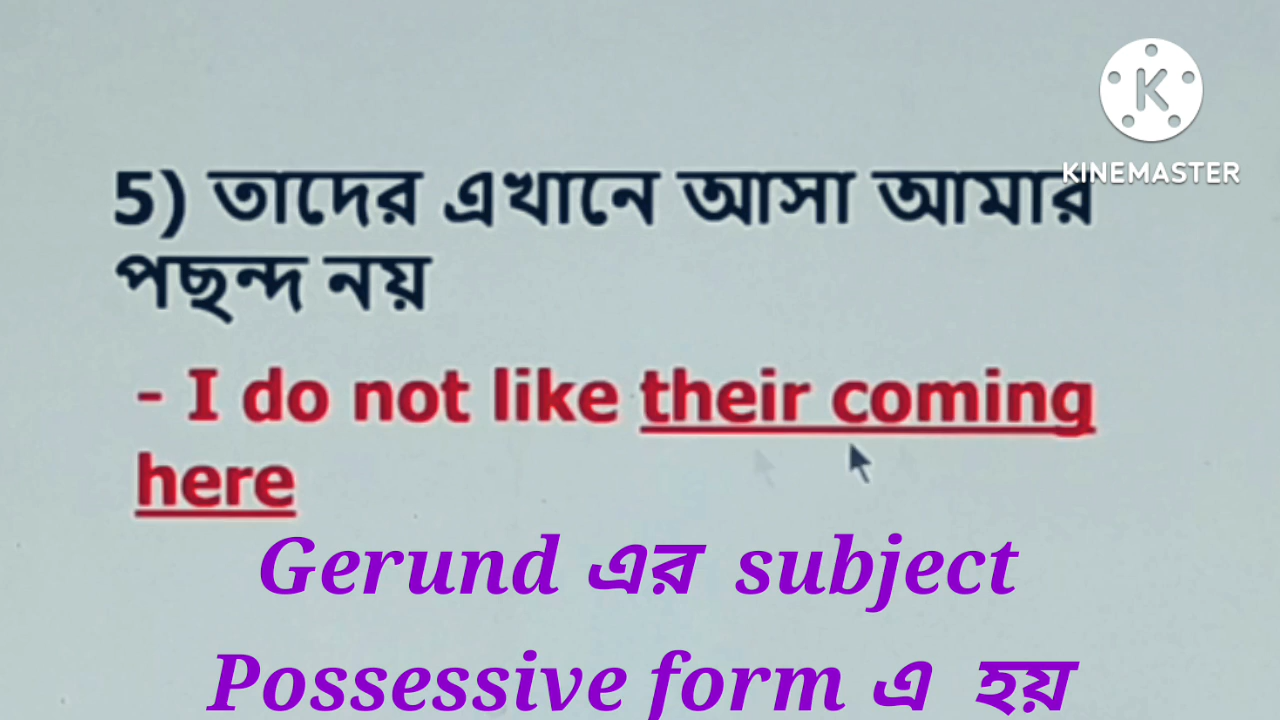 KINEMASTER
5) তাদের এখানে আসা আমার
পছন্দ নয়
- I do not like their coming
here
Gerund এর subject
Possessive form এ হয়